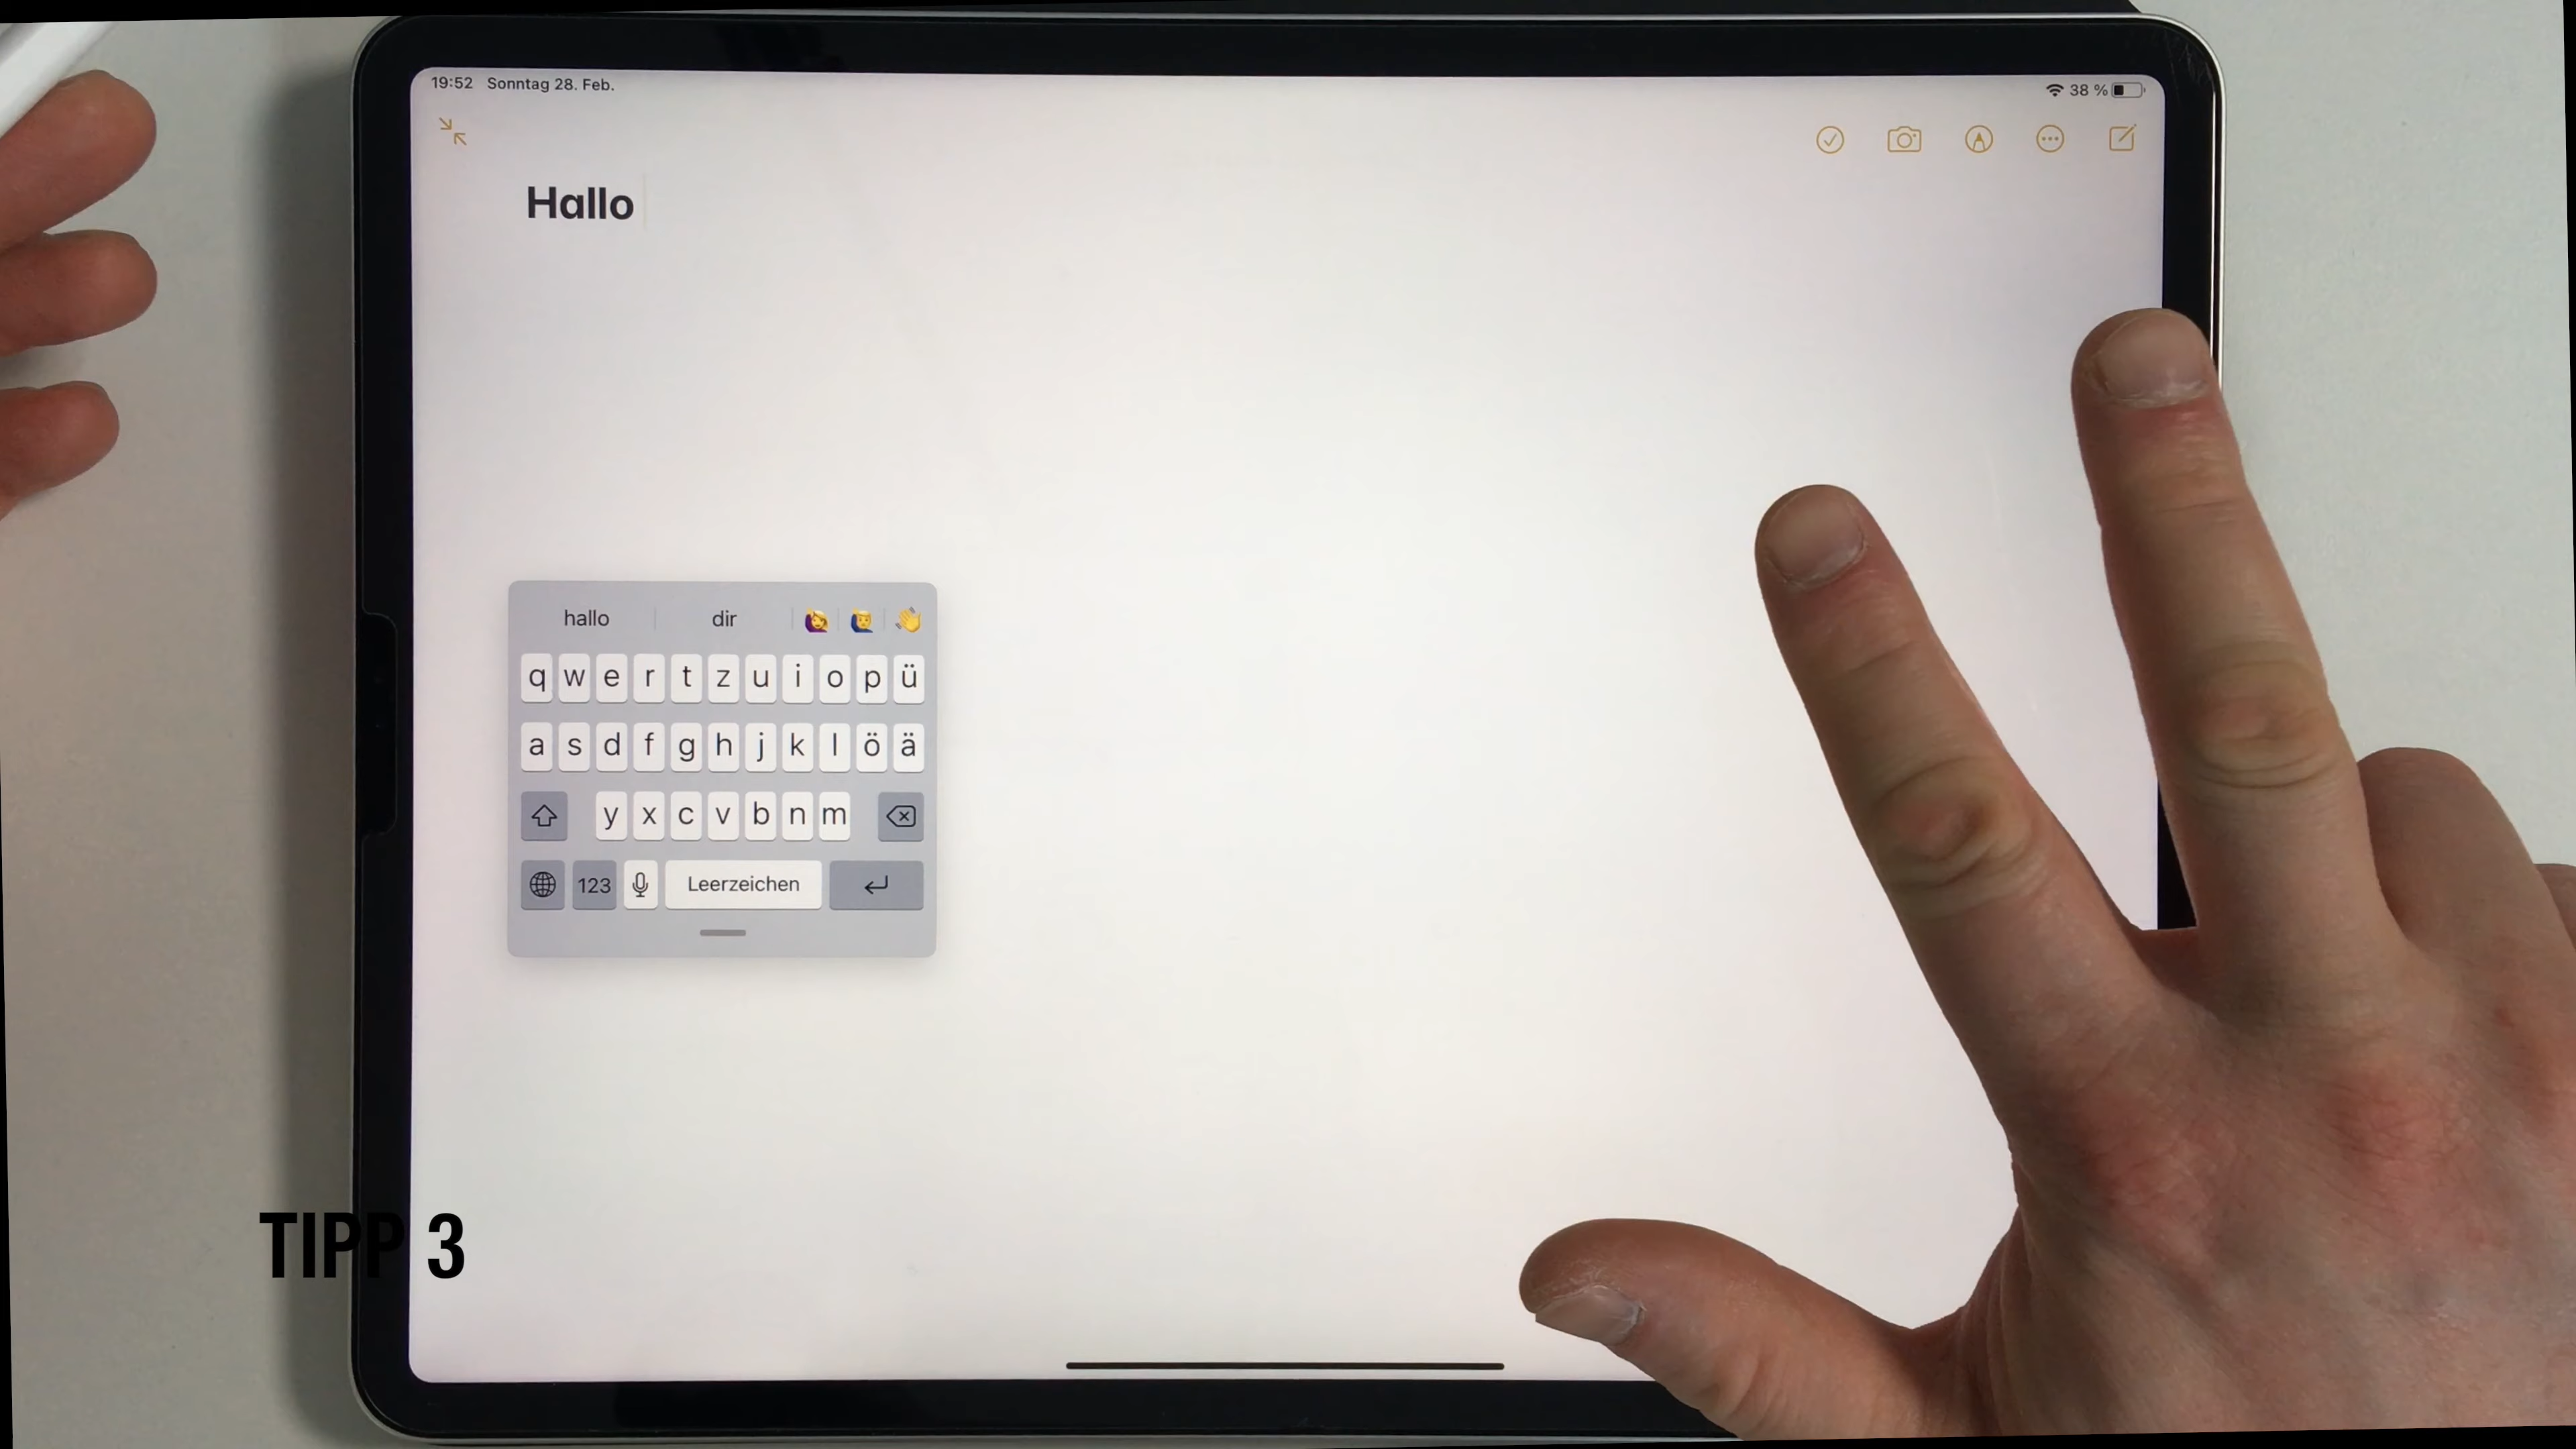 19:52 Sonntag 28. Feb.
38 %
Hallo
hallo dir
q w e r t z u i o p ü
a s d f g h j k l ö ä
y x c v b n m
123 Leerzeichen
TIPP 3